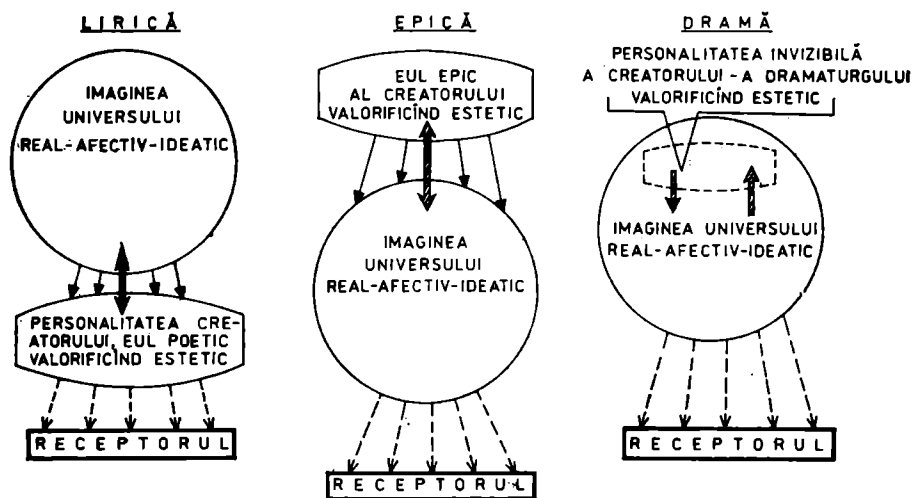 LIRICĂ
IMAGINEA
UNIVERSULUI
REAL-AFECTIV-IDEATIC
PERSONALITATEA CRE-
ATORULUI, EUL POETIC
VALORIFICÎND ESTETIC
RECEPTORUL
EPICĂ
EUL EPIC
AL CREATORULUI
VALORIFICÎND ESTETIC
IMAGINEA
UNIVERSULUI
REAL-AFECTIV-IDEATIC
RECEPTORUL
DRAMĂ
PERSONALITATEA INVIZIBILĂ
A CREATORULUI - A DRAMATURGULUI
VALORIFICÎND ESTETIC
IMAGINEA UNIVERSULUI
REAL-AFECTIV-IDEATIC
RECEPTORUL